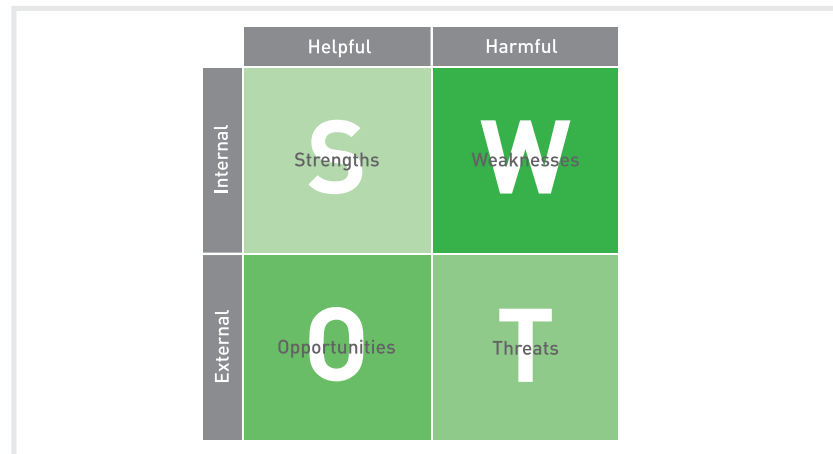 Helpful Harmful
Internal
S W
Strengths Weaknesses
External
O T
Opportunities Threats